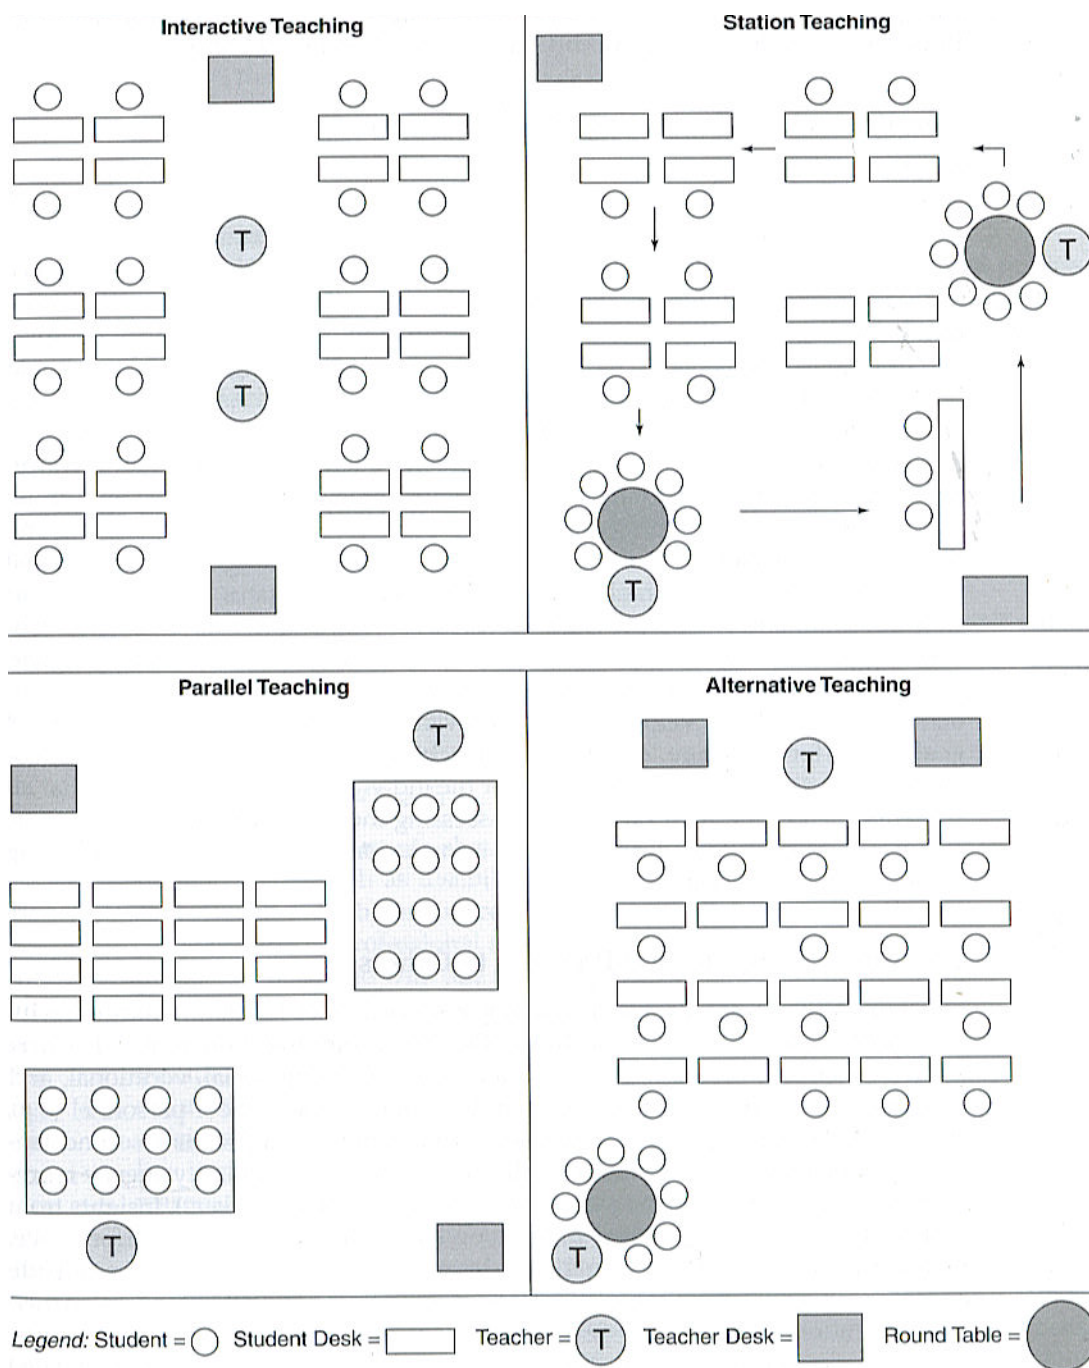 Interactive Teaching
T
T
Station Teaching
T
T
Parallel Teaching
T
T
Alternative Teaching
T
T
Legend: Student = Student Desk = Teacher = T Teacher Desk = Round Table =